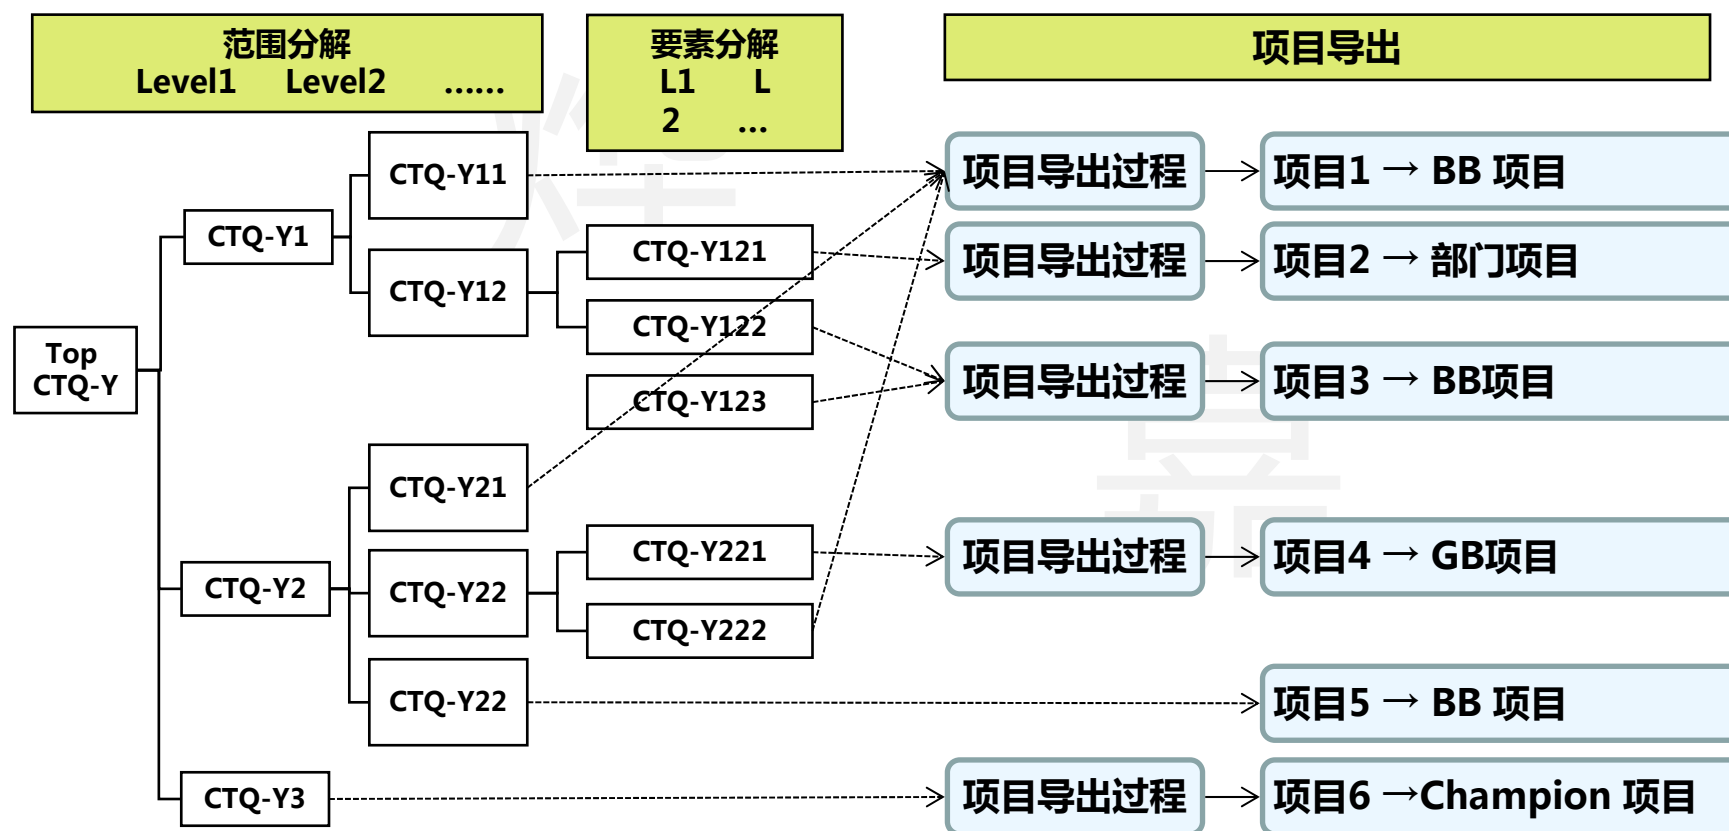 范围分解
Level1 Level2 ......
要素分解
L1 L
2 ...
项目导出
Top
CTQ-Y
CTQ-Y1
CTQ-Y2
CTQ-Y3
CTQ-Y11
CTQ-Y12
CTQ-Y21
CTQ-Y22
CTQ-Y22
CTQ-Y121
CTQ-Y122
CTQ-Y123
CTQ-Y221
CTQ-Y222
项目导出过程
项目1 → BB 项目
项目导出过程
项目2 → 部门项目
项目导出过程
项目3 → BB项目
项目导出过程
项目4 → GB项目
项目5 → BB 项目
项目导出过程
项目6 →Champion 项目